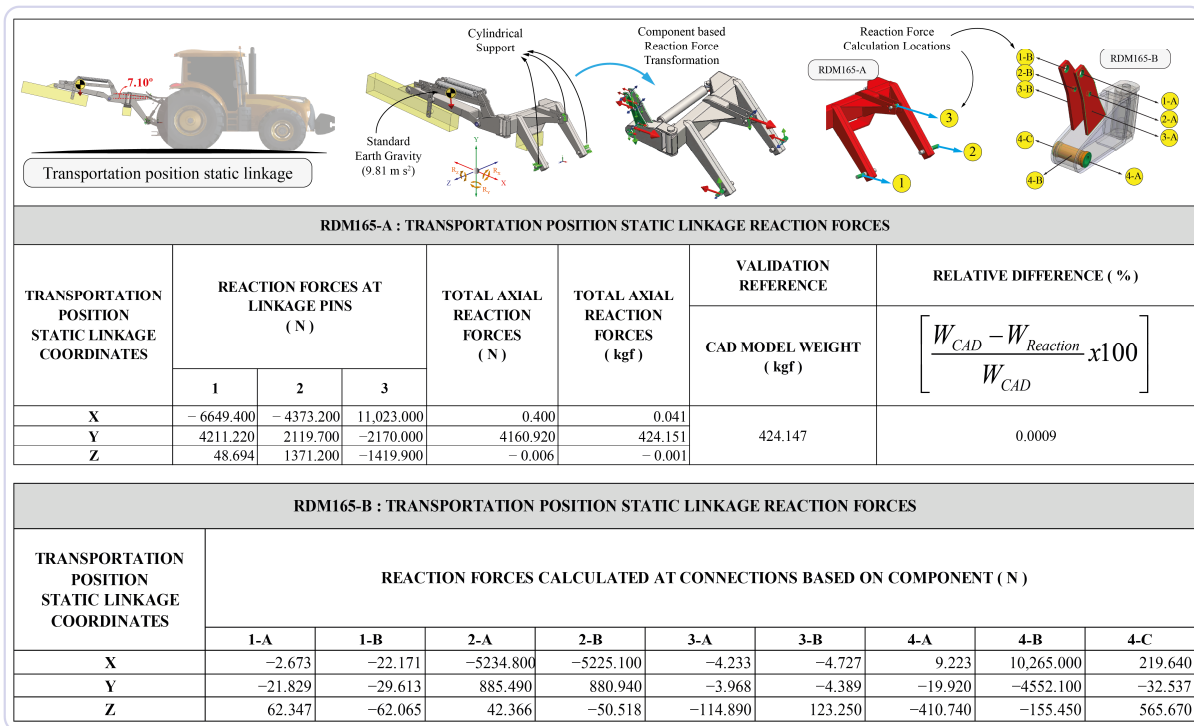 Cylindrical
Support
Component based
Reaction Force
Transformation
Reaction Force
Calculation Locations
7.10º
RDM165-A
RDM165-B
1-B
2-B
3-B
1-A
2-A
3-A
4-C
4-B
4-A
3
2
1
Standard
Earth Gravity
(9.81 m s²)
Y
Z
X
Transportation position static linkage
RDM165-A : TRANSPORTATION POSITION STATIC LINKAGE REACTION FORCES
TRANSPORTATION
POSITION
STATIC LINKAGE
COORDINATES
REACTION FORCES AT
LINKAGE PINS
( N )
TOTAL AXIAL
REACTION
FORCES
( N )
TOTAL AXIAL
REACTION
FORCES
( kgf )
VALIDATION
REFERENCE
CAD MODEL WEIGHT
( kgf )
RELATIVE DIFFERENCE ( % )
[ (W_CAD − W_Reaction) / W_CAD x100 ]
1 2 3
X − 6649.400 − 4373.200 11,023.000 0.400 0.041
Y 4211.220 2119.700 −2170.000 4160.920 424.151 424.147 0.0009
Z 48.694 1371.200 −1419.900 − 0.006 − 0.001
RDM165-B : TRANSPORTATION POSITION STATIC LINKAGE REACTION FORCES
TRANSPORTATION
POSITION
STATIC LINKAGE
COORDINATES
REACTION FORCES CALCULATED AT CONNECTIONS BASED ON COMPONENT ( N )
1-A 1-B 2-A 2-B 3-A 3-B 4-A 4-B 4-C
X −2.673 −22.171 −5234.800 −5225.100 −4.233 −4.727 9.223 10,265.000 219.640
Y −21.829 −29.613 885.490 880.940 −3.968 −4.389 −19.920 −4552.100 −32.537
Z 62.347 −62.065 42.366 −50.518 −114.890 123.250 −410.740 −155.450 565.670